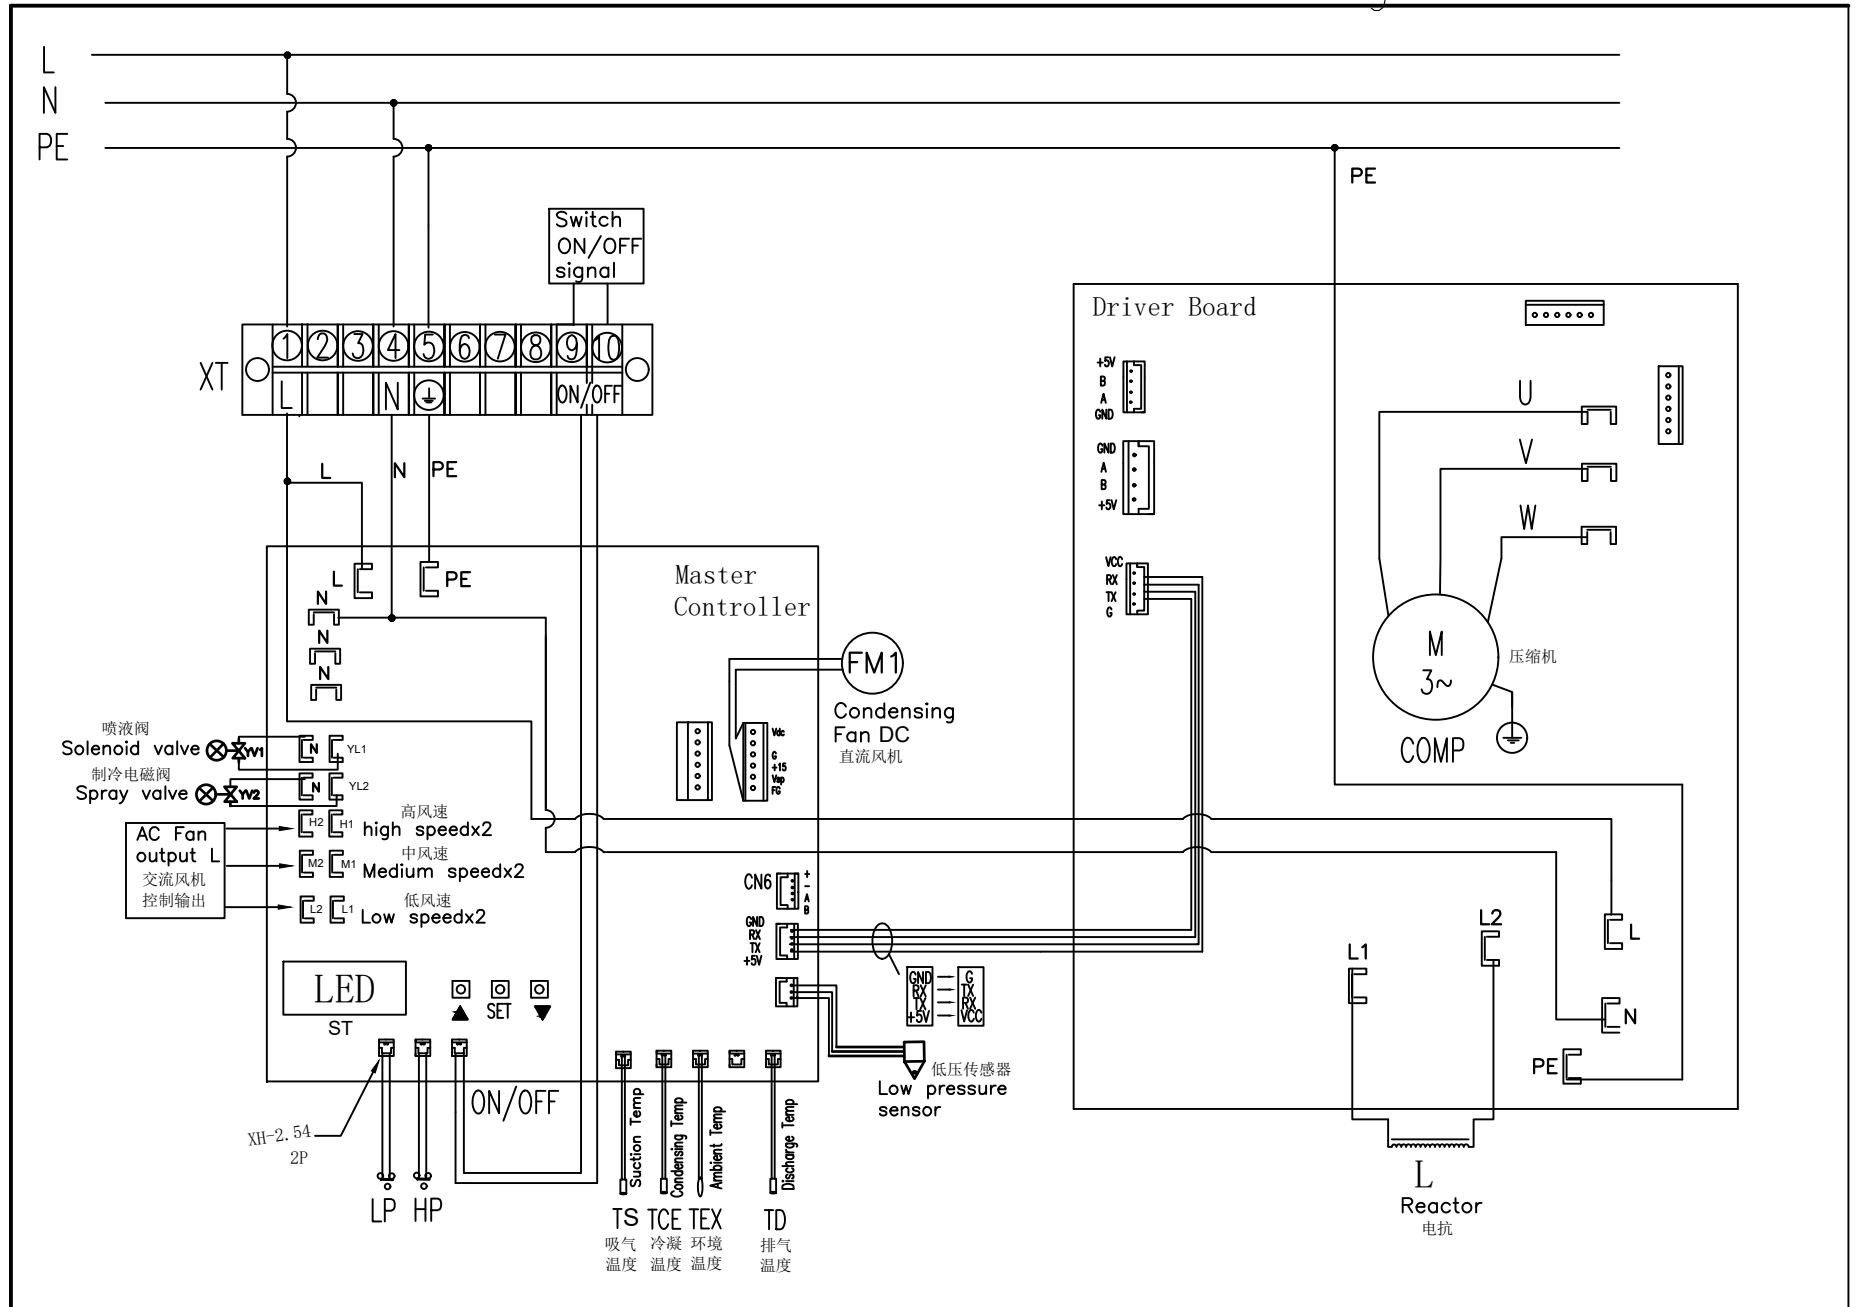 L
N
PE
PE
Switch
ON/OFF
signal
XT
1 2 3 4 5 6 7 8 9 10
L N ON/OFF
L N PE
Driver Board
+5V
B
A
GND
GND
A
B
+5V
VCC
RX
TX
G
U
V
W
M
3~
压缩机
COMP
Master
Controller
L
PE
N
N
N
FM1
Condensing
Fan DC
直流风机
Vdc
G
+15
Vsp
FG
喷液阀
Solenoid valve
YV1
N YL1
制冷电磁阀
Spray valve
YV2
N YL2
AC Fan
output L
交流风机
控制输出
H2 H1
高风速
high speedx2
M2 M1
中风速
Medium speedx2
L2 L1
低风速
Low speedx2
CN6
+
-
A
B
GND
RX
TX
+5V
GND G
RX TX
TX RX
+5V VCC
LED
ST
SET
ON/OFF
XH-2.54
2P
LP HP
低压传感器
Low pressure
sensor
Suction Temp
Condensing Temp
Ambient Temp
Discharge Temp
TS TCE TEX TD
吸气 冷凝 环境 排气
温度 温度 温度 温度
L1
L2
L
N
PE
L
Reactor
电抗